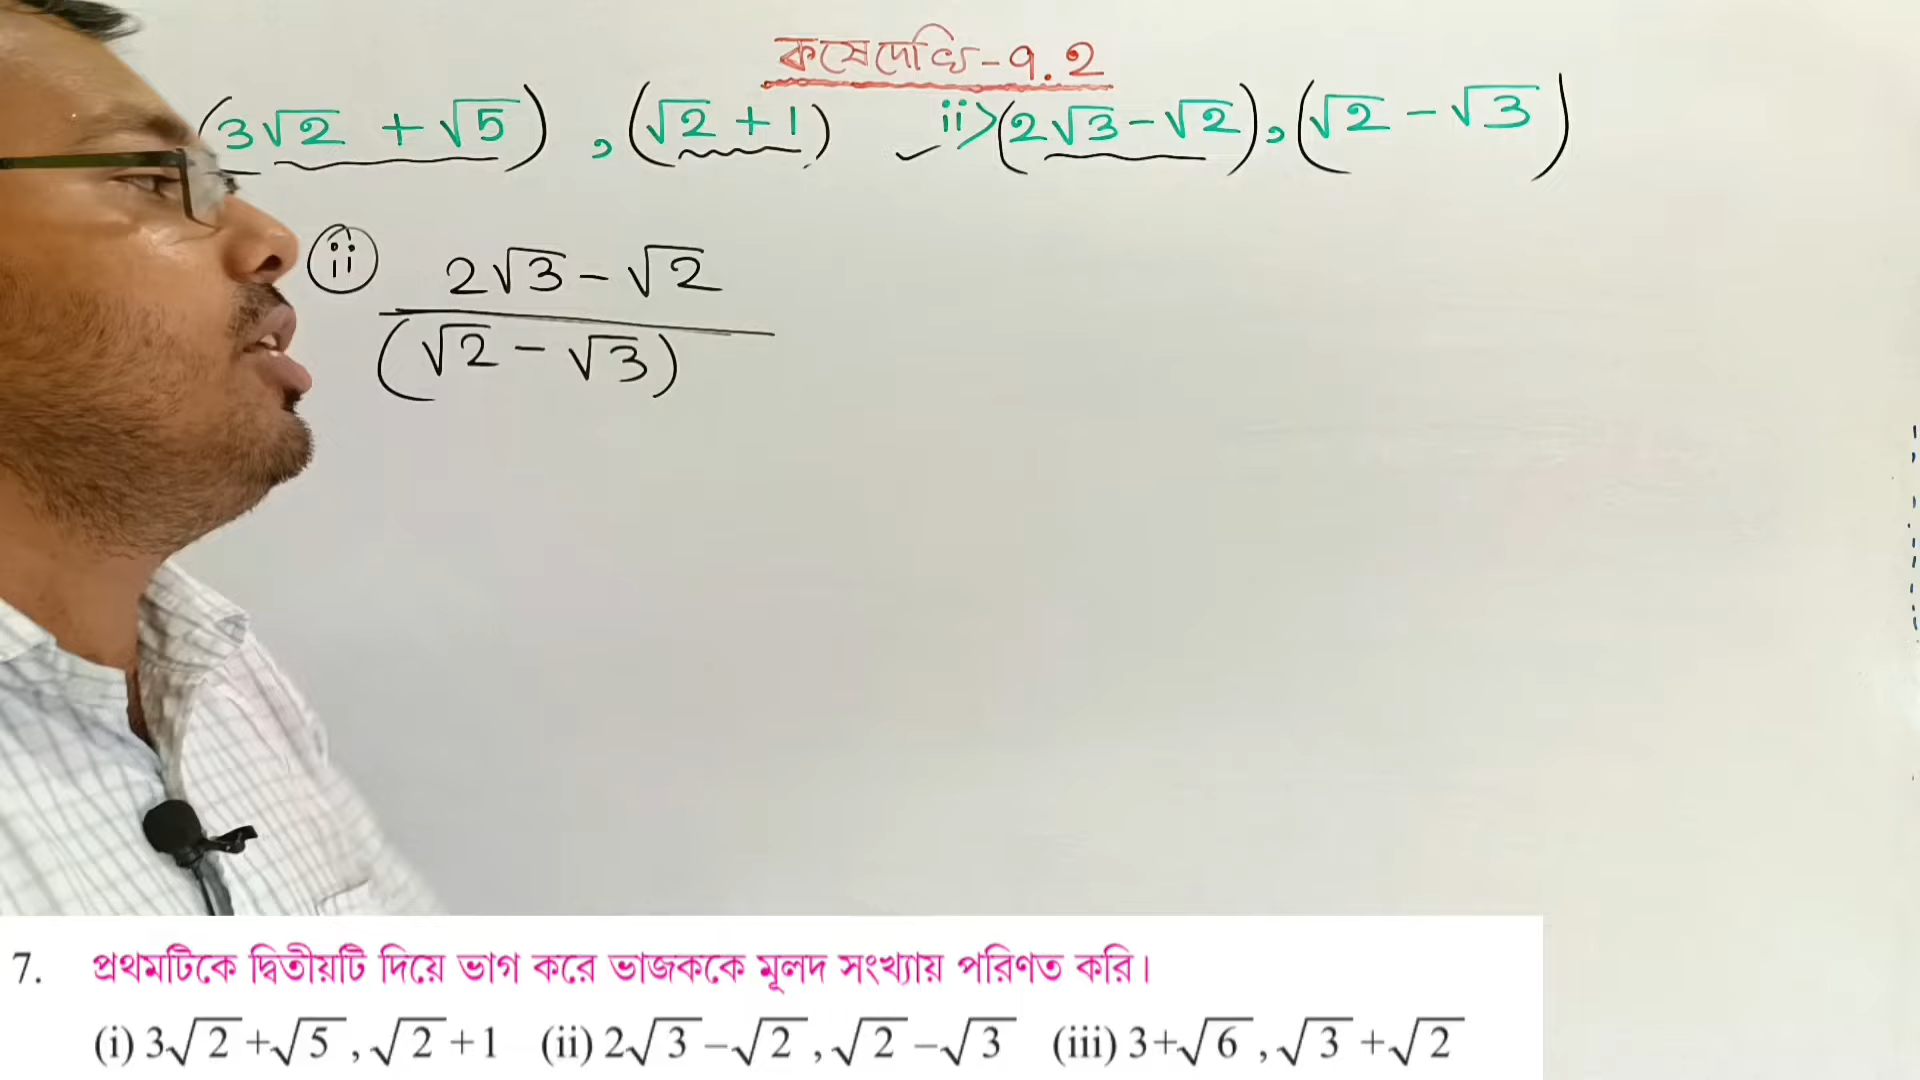 কষে দেখি-9.2
(3√2 + √5) , (√2 + 1) ii> (2√3 - √2), (√2 - √3)
ii 2√3 - √2
(√2 - √3)
7. প্রথমটিকে দ্বিতীয়টি দিয়ে ভাগ করে ভাজককে মূলদ সংখ্যায় পরিণত করি।
(i) 3√2 +√5 , √2 +1 (ii) 2√3 –√2 , √2 –√3 (iii) 3+√6 , √3 +√2